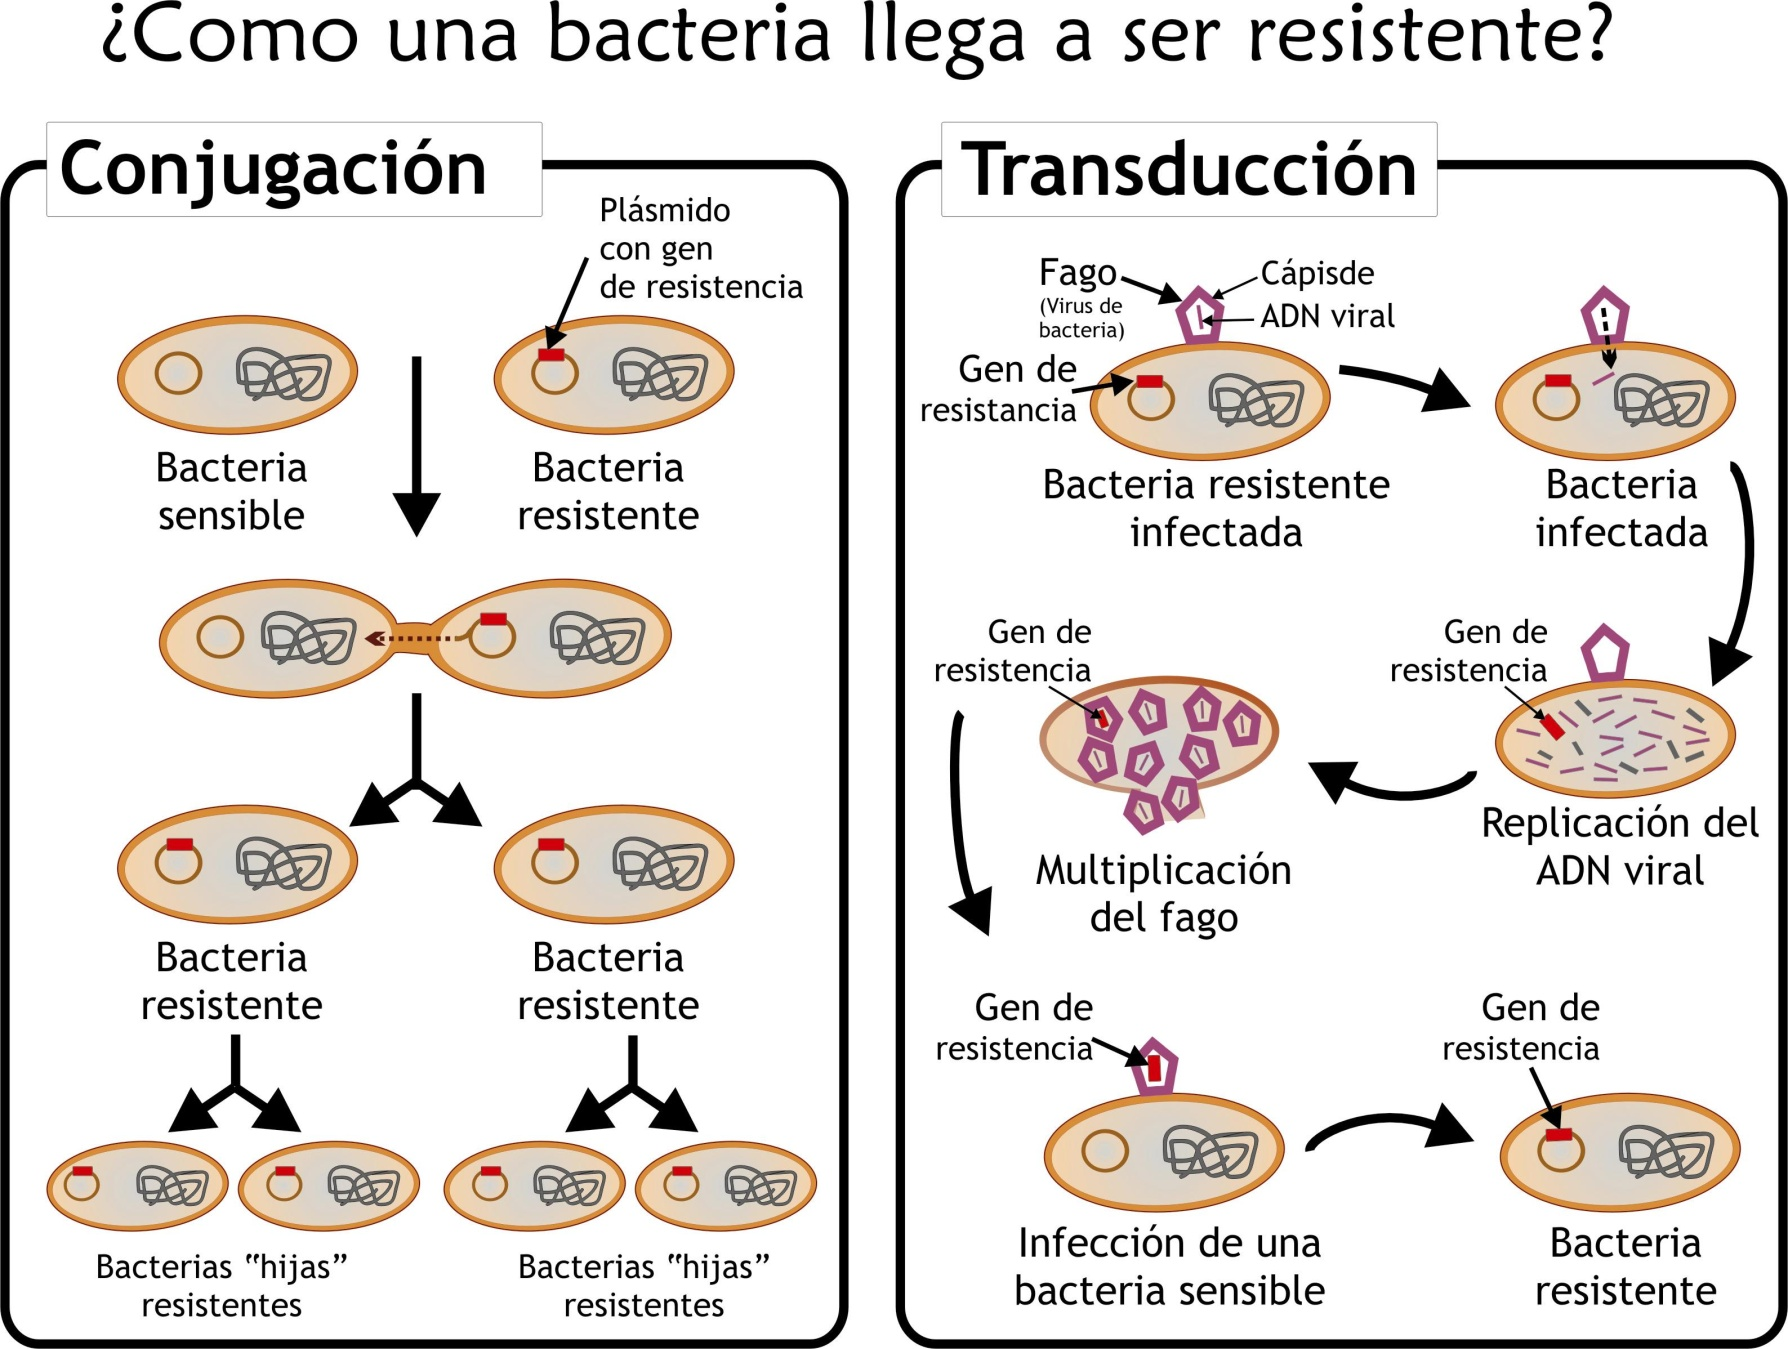 ¿Como una bacteria llega a ser resistente?
Conjugación
Plásmido
con gen
de resistencia
Bacteria
sensible
Bacteria
resistente
Bacteria
resistente
Bacteria
resistente
Bacterias “hijas”
resistentes
Bacterias “hijas”
resistentes
Transducción
Fago
(Virus de
bacteria)
Cápisde
ADN viral
Gen de
resistancia
Bacteria resistente
infectada
Bacteria
infectada
Gen de
resistencia
Gen de
resistencia
Replicación del
ADN viral
Multiplicación
del fago
Gen de
resistencia
Gen de
resistencia
Infección de una
bacteria sensible
Bacteria
resistente